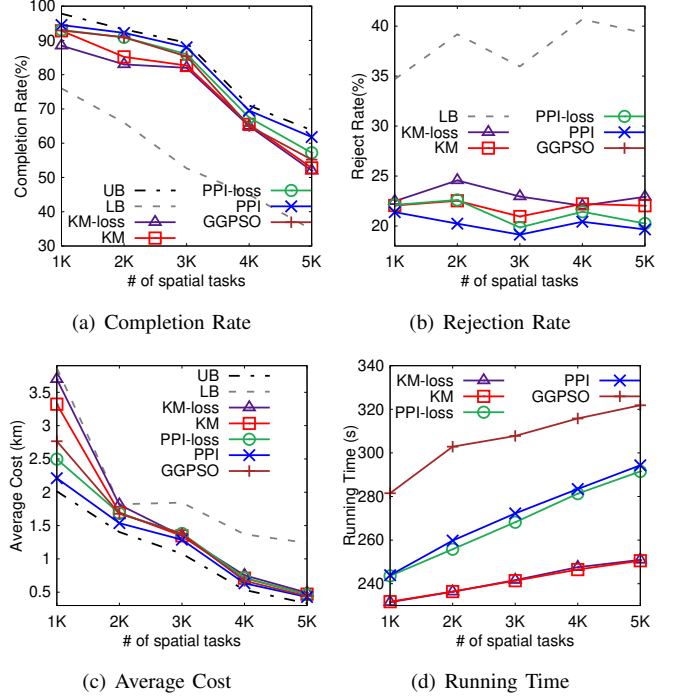 Completion Rate(%)
100
90
80
70
60
50
40
30
UB
LB
KM-loss
KM
PPI-loss
PPI
GGPSO
1K 2K 3K 4K 5K
# of spatial tasks
(a) Completion Rate
Reject Rate(%)
40
35
30
25
20
LB
KM-loss
KM
PPI-loss
PPI
GGPSO
1K 2K 3K 4K 5K
# of spatial tasks
(b) Rejection Rate
Average Cost (km)
3.5
3
2.5
2
1.5
1
0.5
UB
LB
KM-loss
KM
PPI-loss
PPI
GGPSO
1K 2K 3K 4K 5K
# of spatial tasks
(c) Average Cost
Running Time (s)
340
320
300
280
260
240
KM-loss
KM
PPI-loss
PPI
GGPSO
1K 2K 3K 4K 5K
# of spatial tasks
(d) Running Time